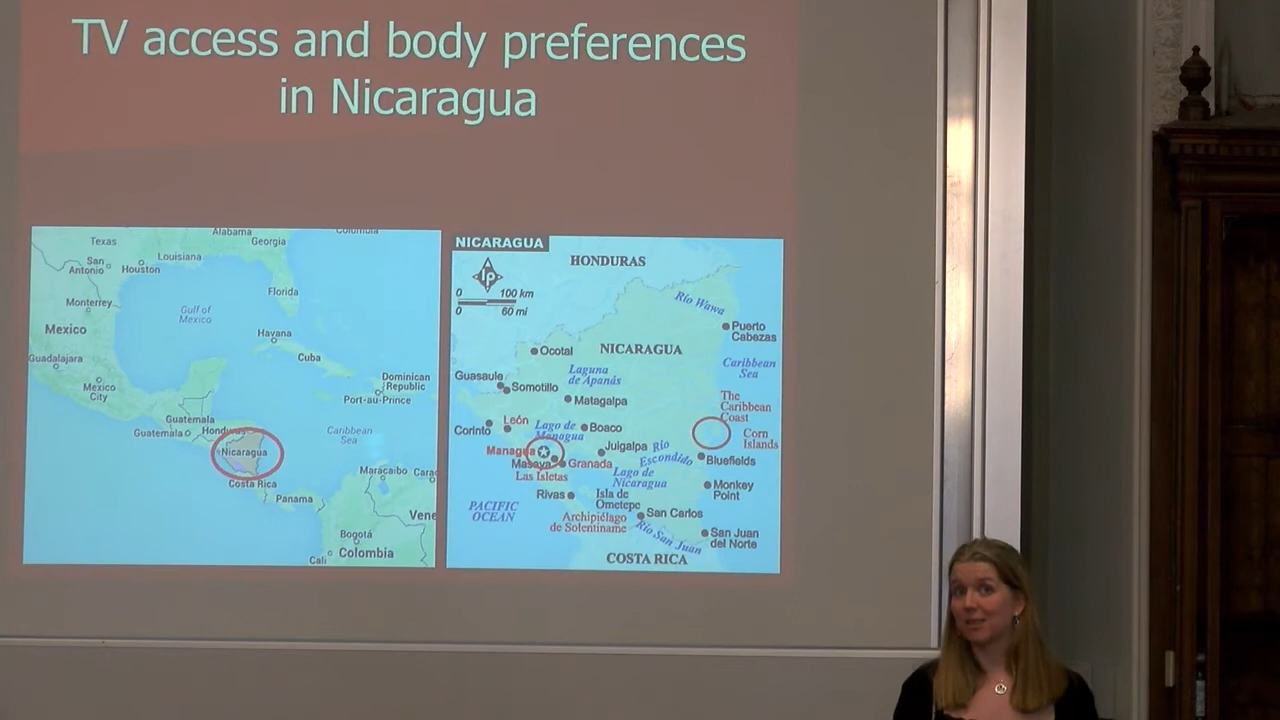 TV access and body preferences
in Nicaragua
Alabama
Texas
Georgia
San
Antonio
Louisiana
Houston
Florida
Monterrey
Gulf of
Mexico
Mexico
Havana
Cuba
Guadalajara
Mexico
City
Dominican
Republic
Port-au-Prince
Guatemala
Guatemala
Caribbean
Sea
Nicaragua
Costa Rica
Panama
Maracaibo
Bogotá
Colombia
Cali
NICARAGUA
HONDURAS
lp
0 100 km
0 60 mi
Río Wawa
Puerto
Cabezas
Ocotal
NICARAGUA
Caribbean
Sea
Laguna
de Apanás
Guasaule
Somotillo
Matagalpa
The
Caribbean
Coast
León
Corinto
Lago de
Managua
Boaco
Corn
Islands
Managua
Juigalpa
Río
Escondido
Masaya
Granada
Bluefields
Las Isletas
Lago de
Nicaragua
Rivas
Isla de
Ometepe
Monkey
Point
PACIFIC
OCEAN
Archipiélago
de Solentiname
San Carlos
Río San Juan
San Juan
del Norte
COSTA RICA